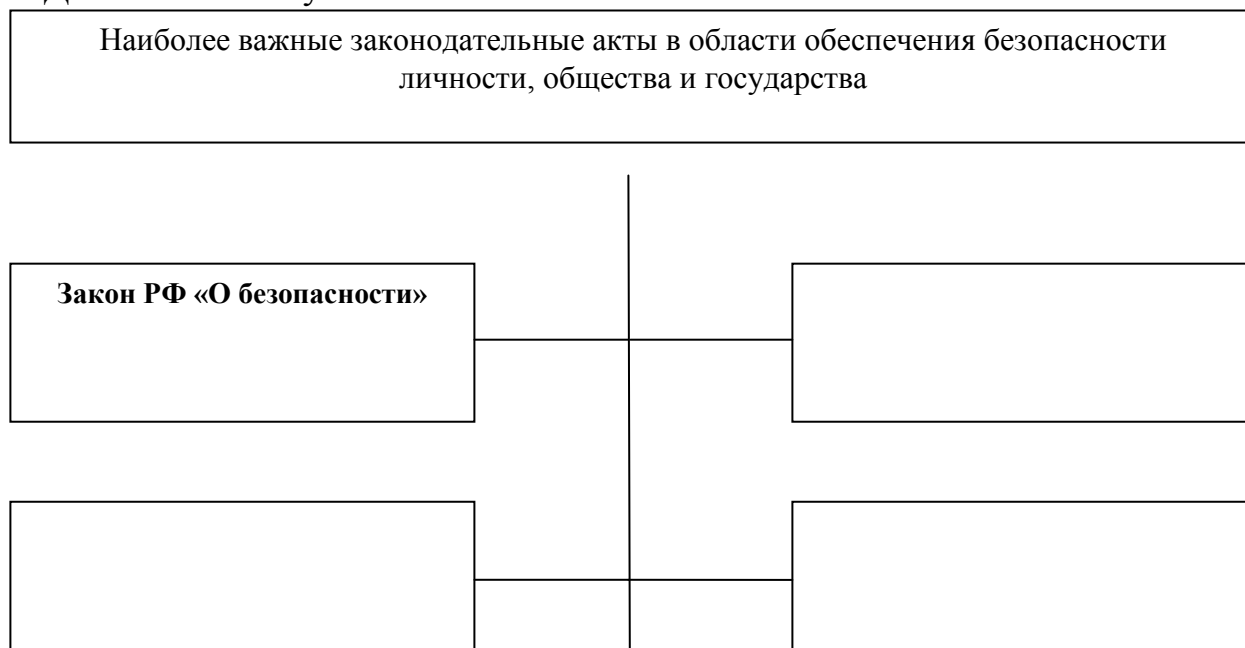 Наиболее важные законодательные акты в области обеспечения безопасности
личности, общества и государства
Закон РФ «О безопасности»